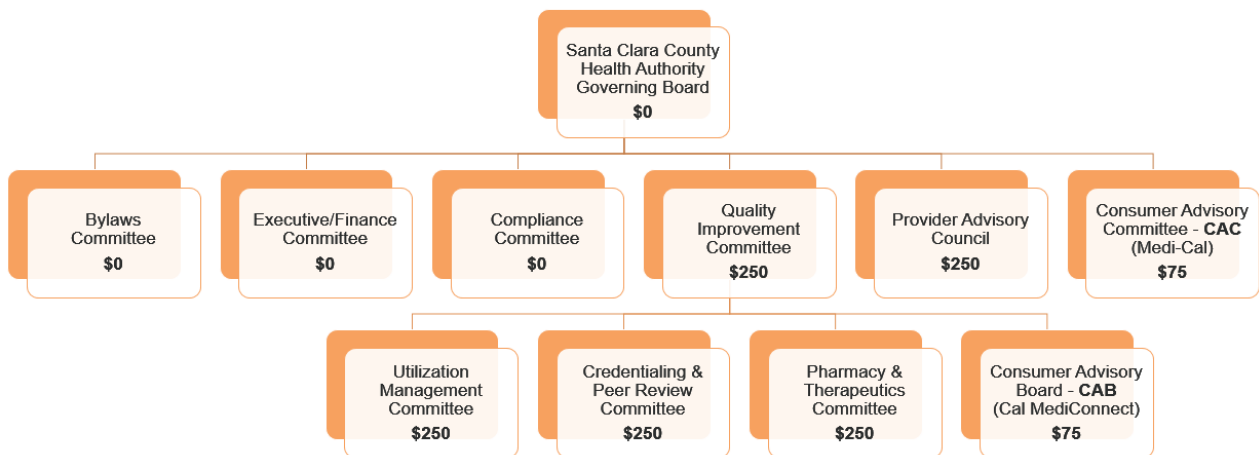 Santa Clara County
Health Authority
Governing Board
$0
Bylaws
Committee
$0
Executive/Finance
Committee
$0
Compliance
Committee
$0
Quality
Improvement
Committee
$250
Provider Advisory
Council
$250
Consumer Advisory
Committee - CAC
(Medi-Cal)
$75
Utilization
Management
Committee
$250
Credentialing &
Peer Review
Committee
$250
Pharmacy &
Therapeutics
Committee
$250
Consumer Advisory
Board - CAB
(Cal MediConnect)
$75